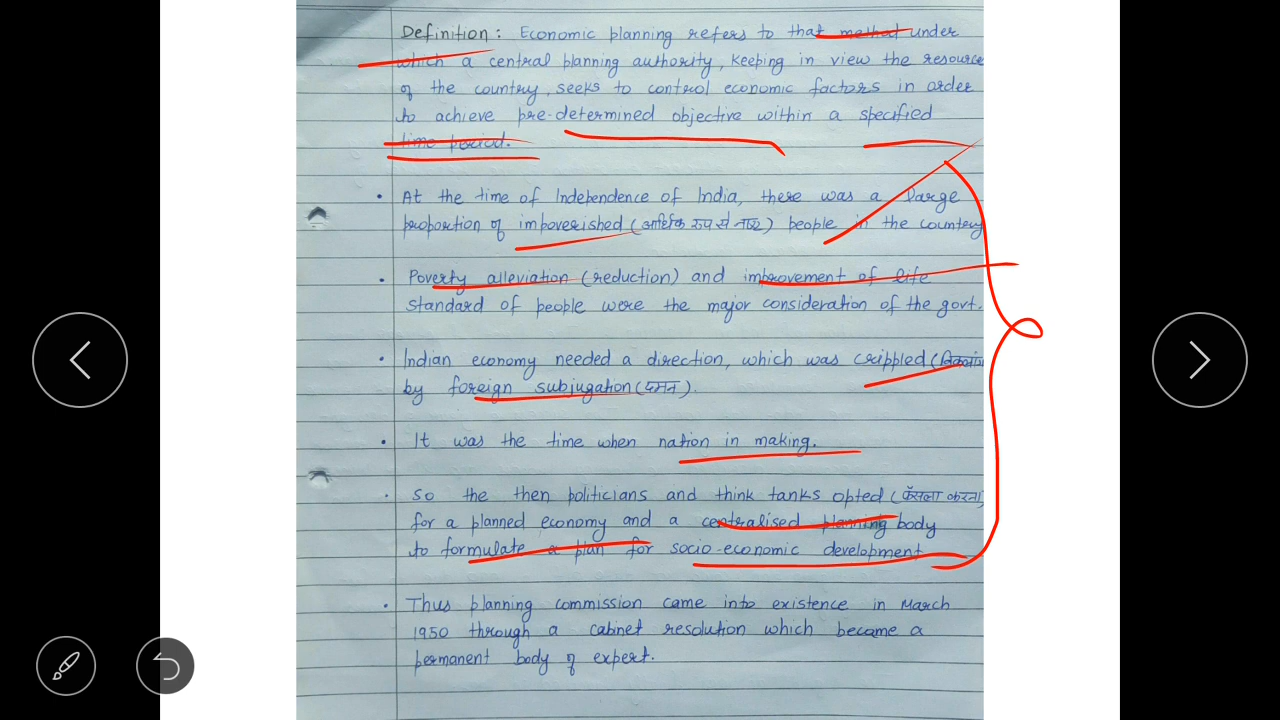 Definition: Economic planning refers to that methot under
which a central planning authority, keeping in view the resource
of the country, seeks to control economic factors in order
to achieve pre-determined objective within a specified
time period.
• At the time of Independence of India, there was a large
proportion of impoverished (आर्थिक रूप से नष्ट) people in the country
• Poverty alleviation (reduction) and improvement of life
standard of people were the major consideration of the govt.
• Indian economy needed a direction, which was crippled (विकलांग
by foreign subjugation (दमन).
• It was the time when nation in making.
• So the then politicians and think tanks opted (फैसला करना)
for a planned economy and a centralised planning body
to formulate a plan for socio-economic development
• Thus planning commission came into existence in March
1950 through a cabinet resolution which became a
permanent body of expert.